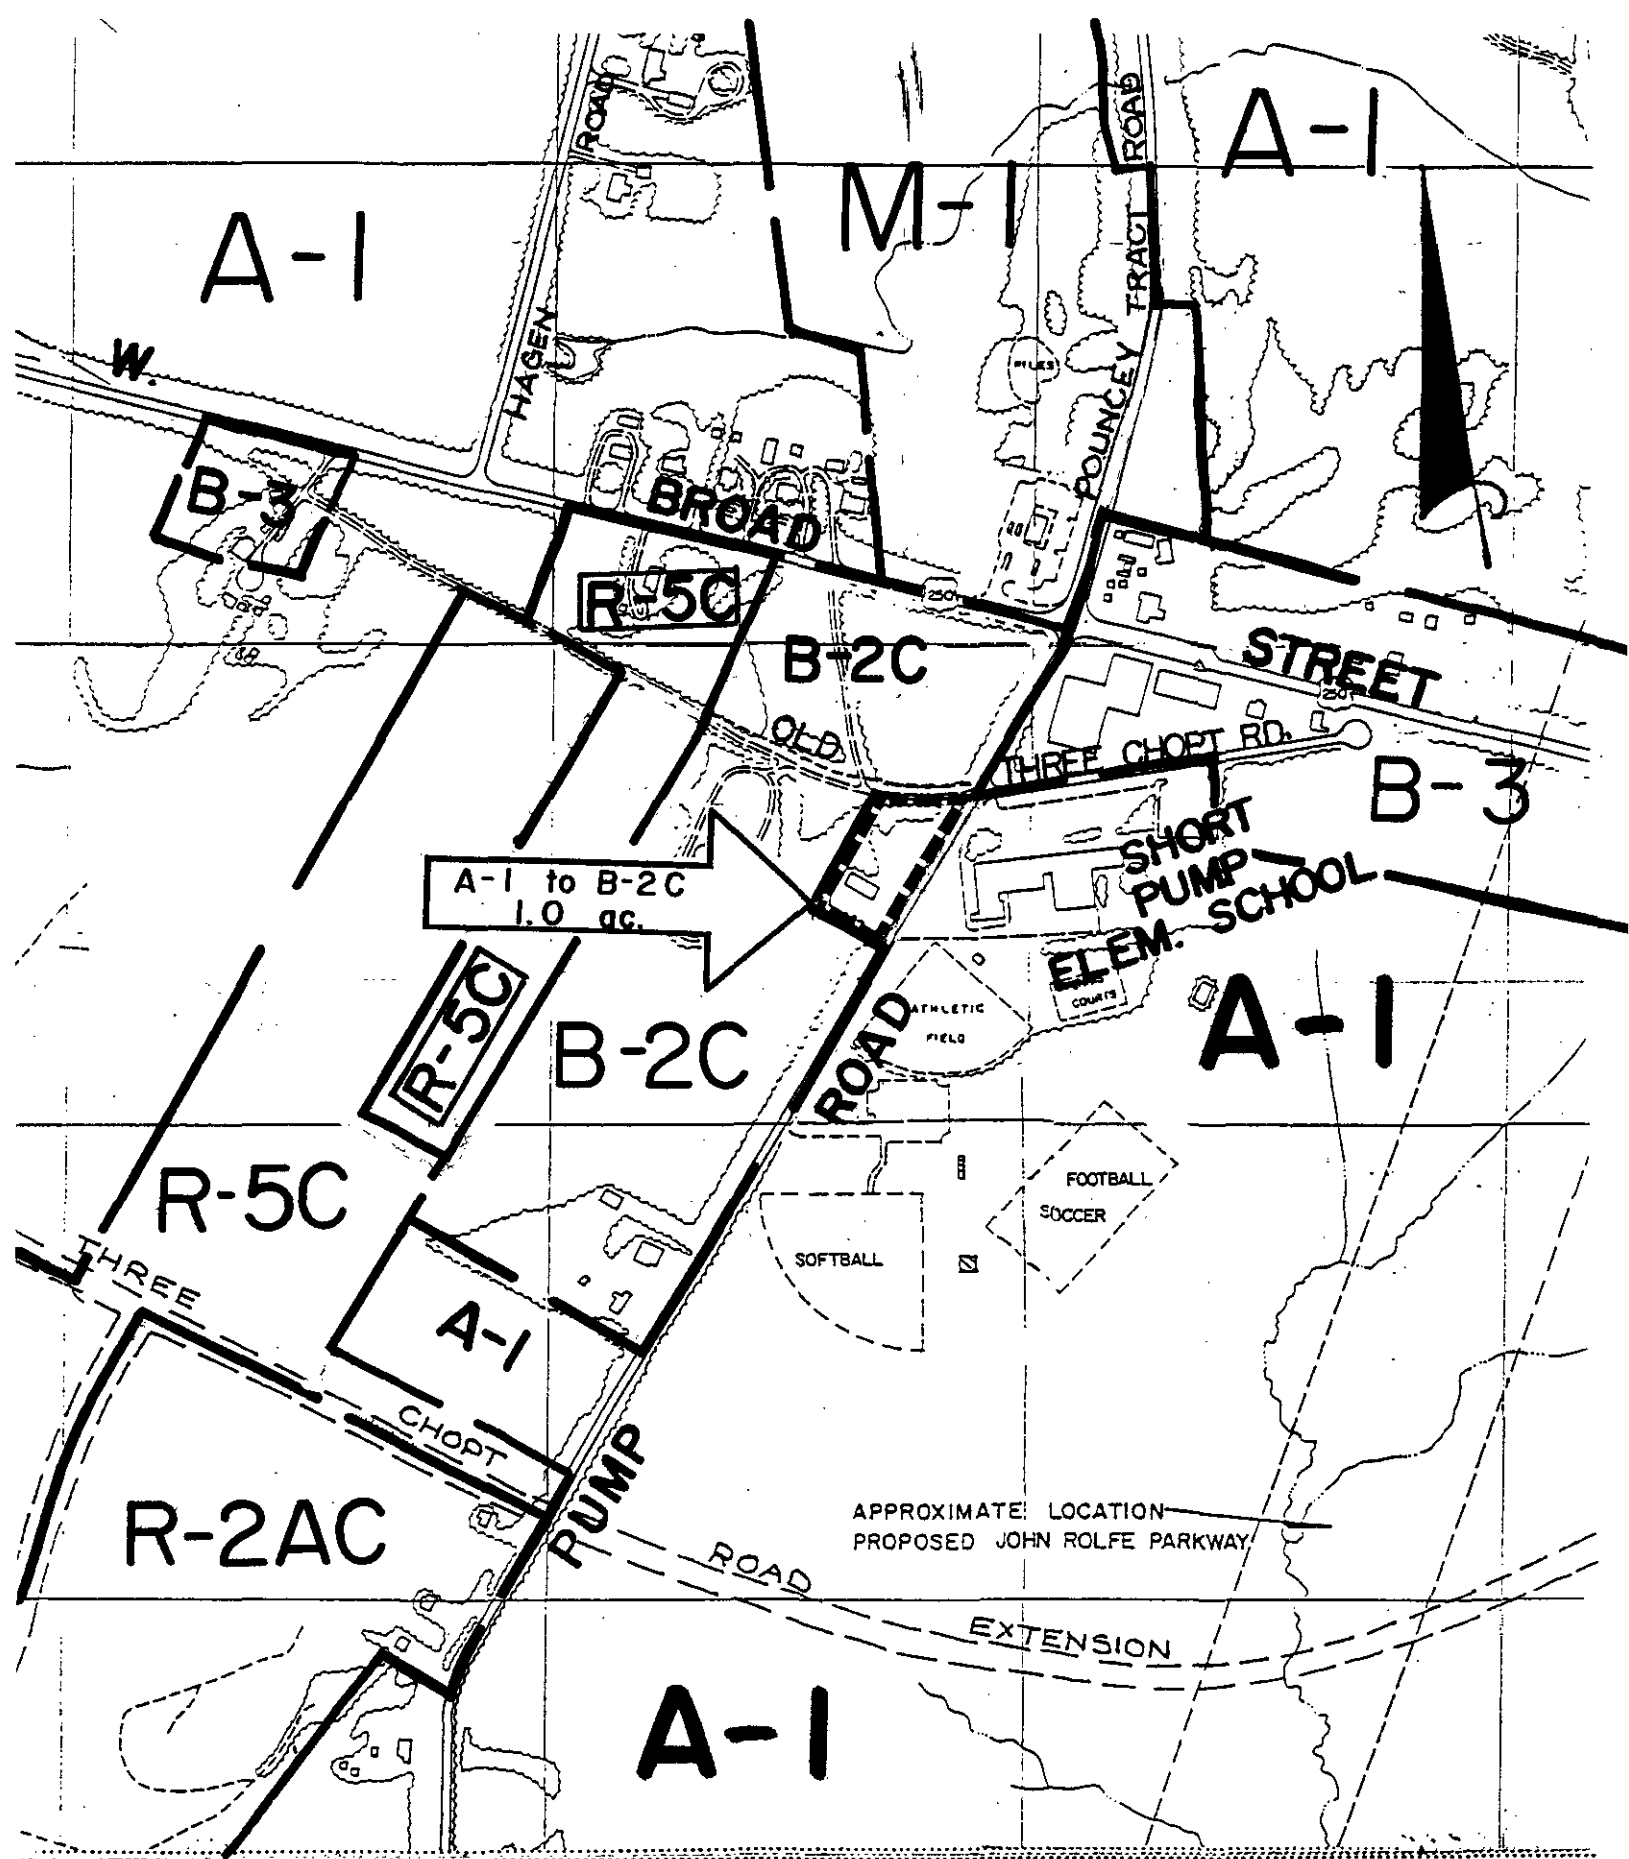 ROAD
ROAD
A-1
M-1
TRACT
A-1
W.
HAGEN
POUNCEY
B-3
BROAD
R-5C
250
B-2C
STREET
250
OLD
THREE CHOPT RD.
B-3
SHORT
PUMP
ELEM. SCHOOL
A-1 to B-2C
1.0 ac.
R-5C
COURTS
ATHLETIC
FIELD
A-1
ROAD
B-2C
R-5C
FOOTBALL
SOCCER
SOFTBALL
THREE
A-1
CHOPT
PUMP
R-2AC
APPROXIMATE LOCATION
PROPOSED JOHN ROLFE PARKWAY
ROAD
EXTENSION
A-1